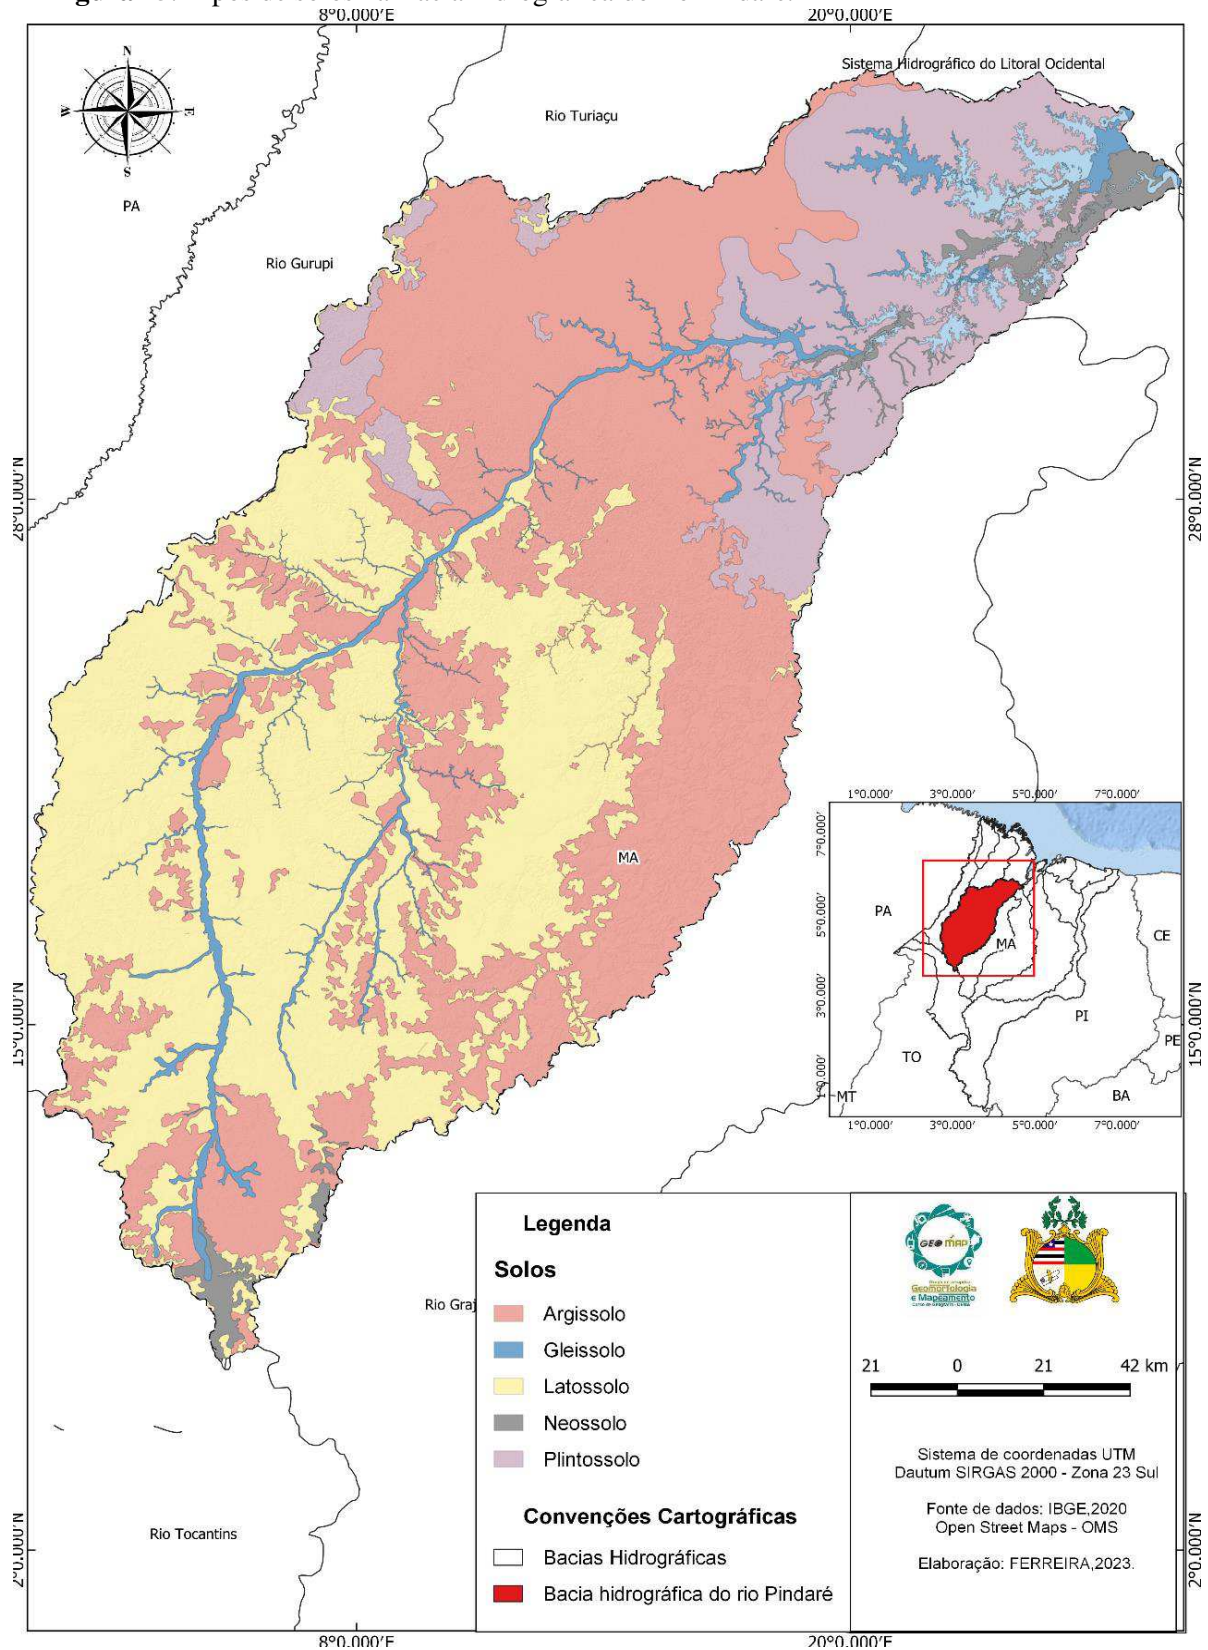 8°0.000'
20°0.000'
Sistema Hidrográfico do Litoral Ocidental
N
W
E
S
Rio Turiaçu
PA
Rio Gurupi
28°0.000'N
28°0.000'N
MA
1°0.000'
3°0.000'
5°0.000'
7°0.000'
7°0.000'
5°0.000'
3°0.000'
1°0.000'
PA
MA
CE
PI
PE
TO
BA
MT
1°0.000'
3°0.000'
5°0.000'
7°0.000'
15°0.000'N
15°0.000'N
Rio Graj
Rio Tocantins
Legenda
Solos
Argissolo
Gleissolo
Latossolo
Neossolo
Plintossolo
Convenções Cartográficas
Bacias Hidrográficas
Bacia hidrográfica do rio Pindaré
GEOMAP
Geomorfologia
e Mapeamento
21 0 21 42 km
Sistema de coordenadas UTM
Dautum SIRGAS 2000 - Zona 23 Sul
Fonte de dados: IBGE,2020
Open Street Maps - OMS
Elaboração: FERREIRA,2023.
2°0.000'N
2°0.000'N
8°0.000'
20°0.000'